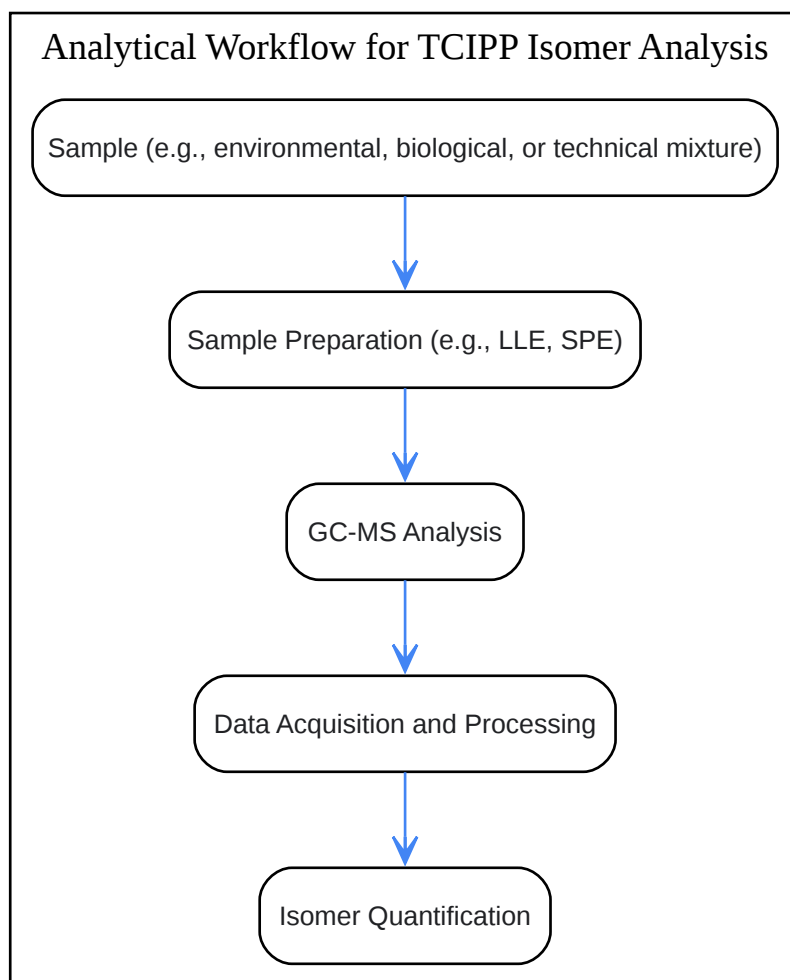 Analytical Workflow for TCIPP Isomer Analysis
Sample (e.g., environmental, biological, or technical mixture)
Sample Preparation (e.g., LLE, SPE)
GC-MS Analysis
Data Acquisition and Processing
Isomer Quantification